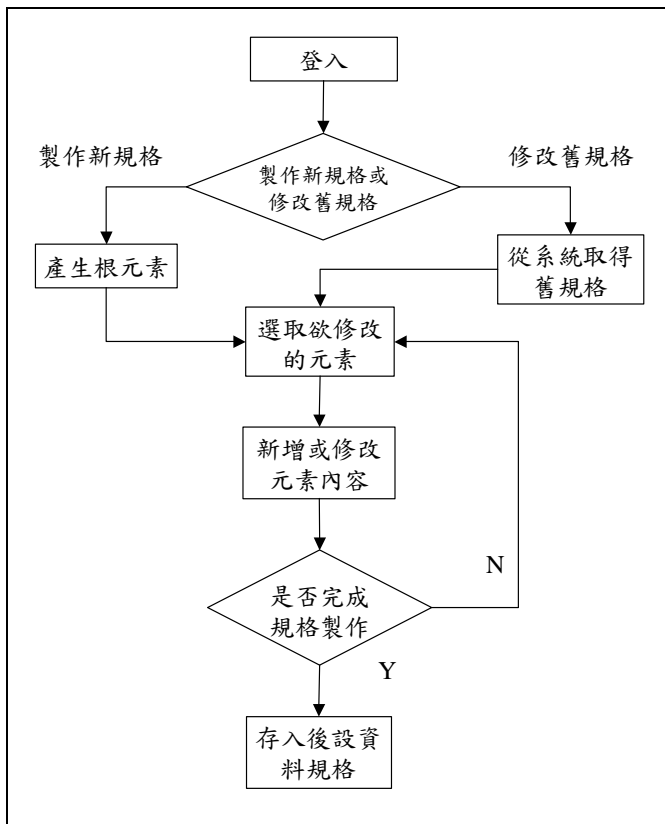 登入
製作新規格
修改舊規格
製作新規格或
修改舊規格
產生根元素
從系統取得
舊規格
選取欲修改
的元素
新增或修改
元素內容
N
是否完成
規格製作
Y
存入後設資
料規格